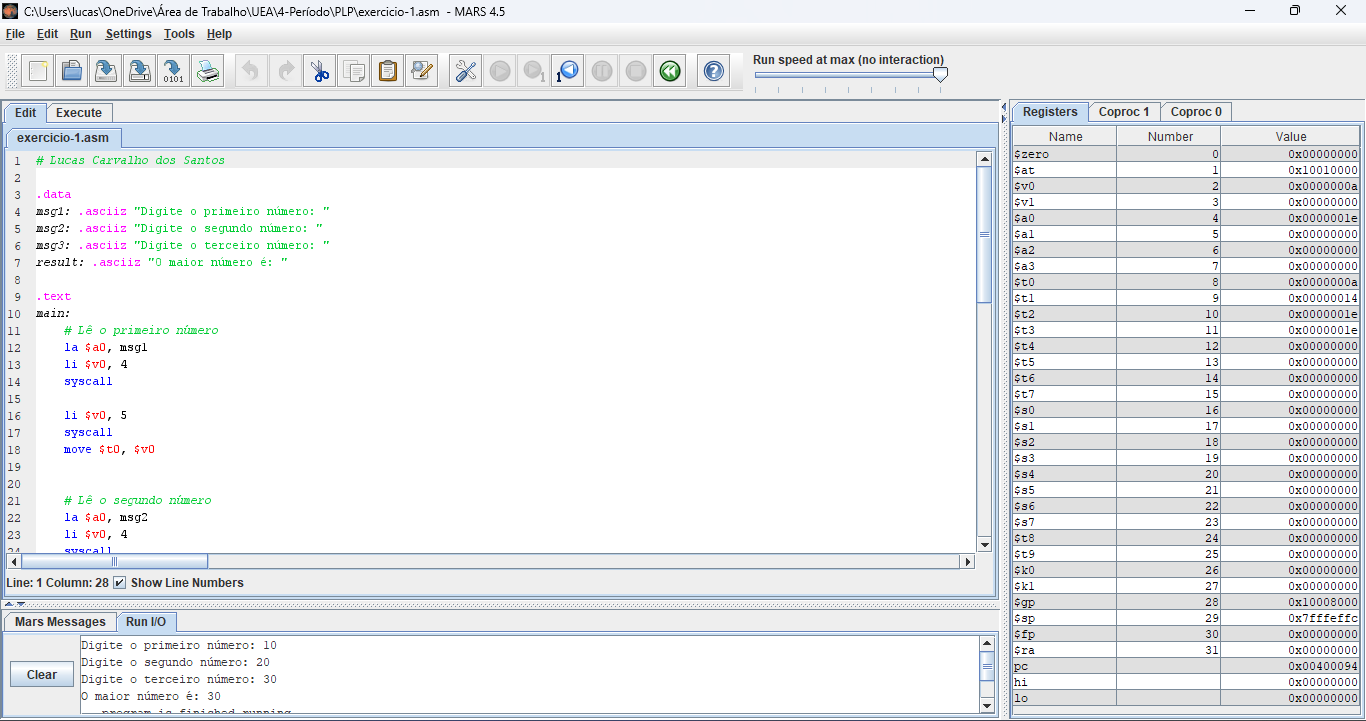 C:\Users\lucas\OneDrive\Área de Trabalho\UEA\4-Período\PLP\exercicio-1.asm - MARS 4.5
File Edit Run Settings Tools Help
Run speed at max (no interaction)
Edit Execute
exercicio-1.asm
1 # Lucas Carvalho dos Santos
2
3 .data
4 msg1: .asciiz "Digite o primeiro número: "
5 msg2: .asciiz "Digite o segundo número: "
6 msg3: .asciiz "Digite o terceiro número: "
7 result: .asciiz "O maior número é: "
8
9 .text
10 main:
11 # Lê o primeiro número
12 la $a0, msg1
13 li $v0, 4
14 syscall
15
16 li $v0, 5
17 syscall
18 move $t0, $v0
19
20
21 # Lê o segundo número
22 la $a0, msg2
23 li $v0, 4
24 syscall
Line: 1 Column: 28 Show Line Numbers
Mars Messages Run I/O
Clear
Digite o primeiro número: 10
Digite o segundo número: 20
Digite o terceiro número: 30
O maior número é: 30
-- program is finished running
Registers Coproc 1 Coproc 0
Name Number Value
$zero 0 0x00000000
$at 1 0x10010000
$v0 2 0x0000000a
$v1 3 0x00000000
$a0 4 0x0000001e
$a1 5 0x00000000
$a2 6 0x00000000
$a3 7 0x00000000
$t0 8 0x0000000a
$t1 9 0x00000014
$t2 10 0x0000001e
$t3 11 0x0000001e
$t4 12 0x00000000
$t5 13 0x00000000
$t6 14 0x00000000
$t7 15 0x00000000
$s0 16 0x00000000
$s1 17 0x00000000
$s2 18 0x00000000
$s3 19 0x00000000
$s4 20 0x00000000
$s5 21 0x00000000
$s6 22 0x00000000
$s7 23 0x00000000
$t8 24 0x00000000
$t9 25 0x00000000
$k0 26 0x00000000
$k1 27 0x00000000
$gp 28 0x10008000
$sp 29 0x7fffeffc
$fp 30 0x00000000
$ra 31 0x00000000
pc 0x00400094
hi 0x00000000
lo 0x00000000